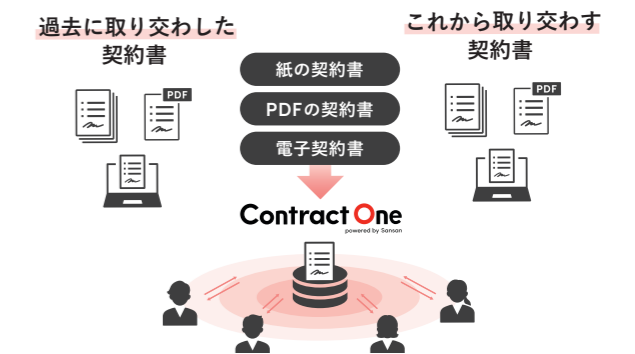 過去に取り交わした
契約書
PDF
紙の契約書
PDFの契約書
電子契約書
これから取り交わす
契約書
PDF
Contract One
powered by Sansan